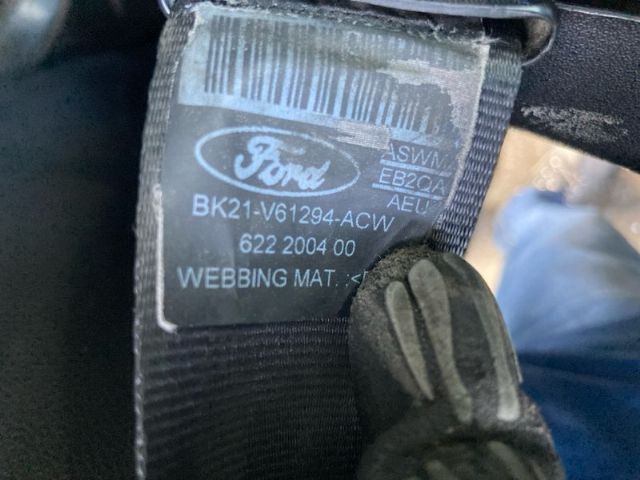 Ford
ASWM
EB2QA
AEU
BK21-V61294-ACW
622 2004 00
WEBBING MAT. :<